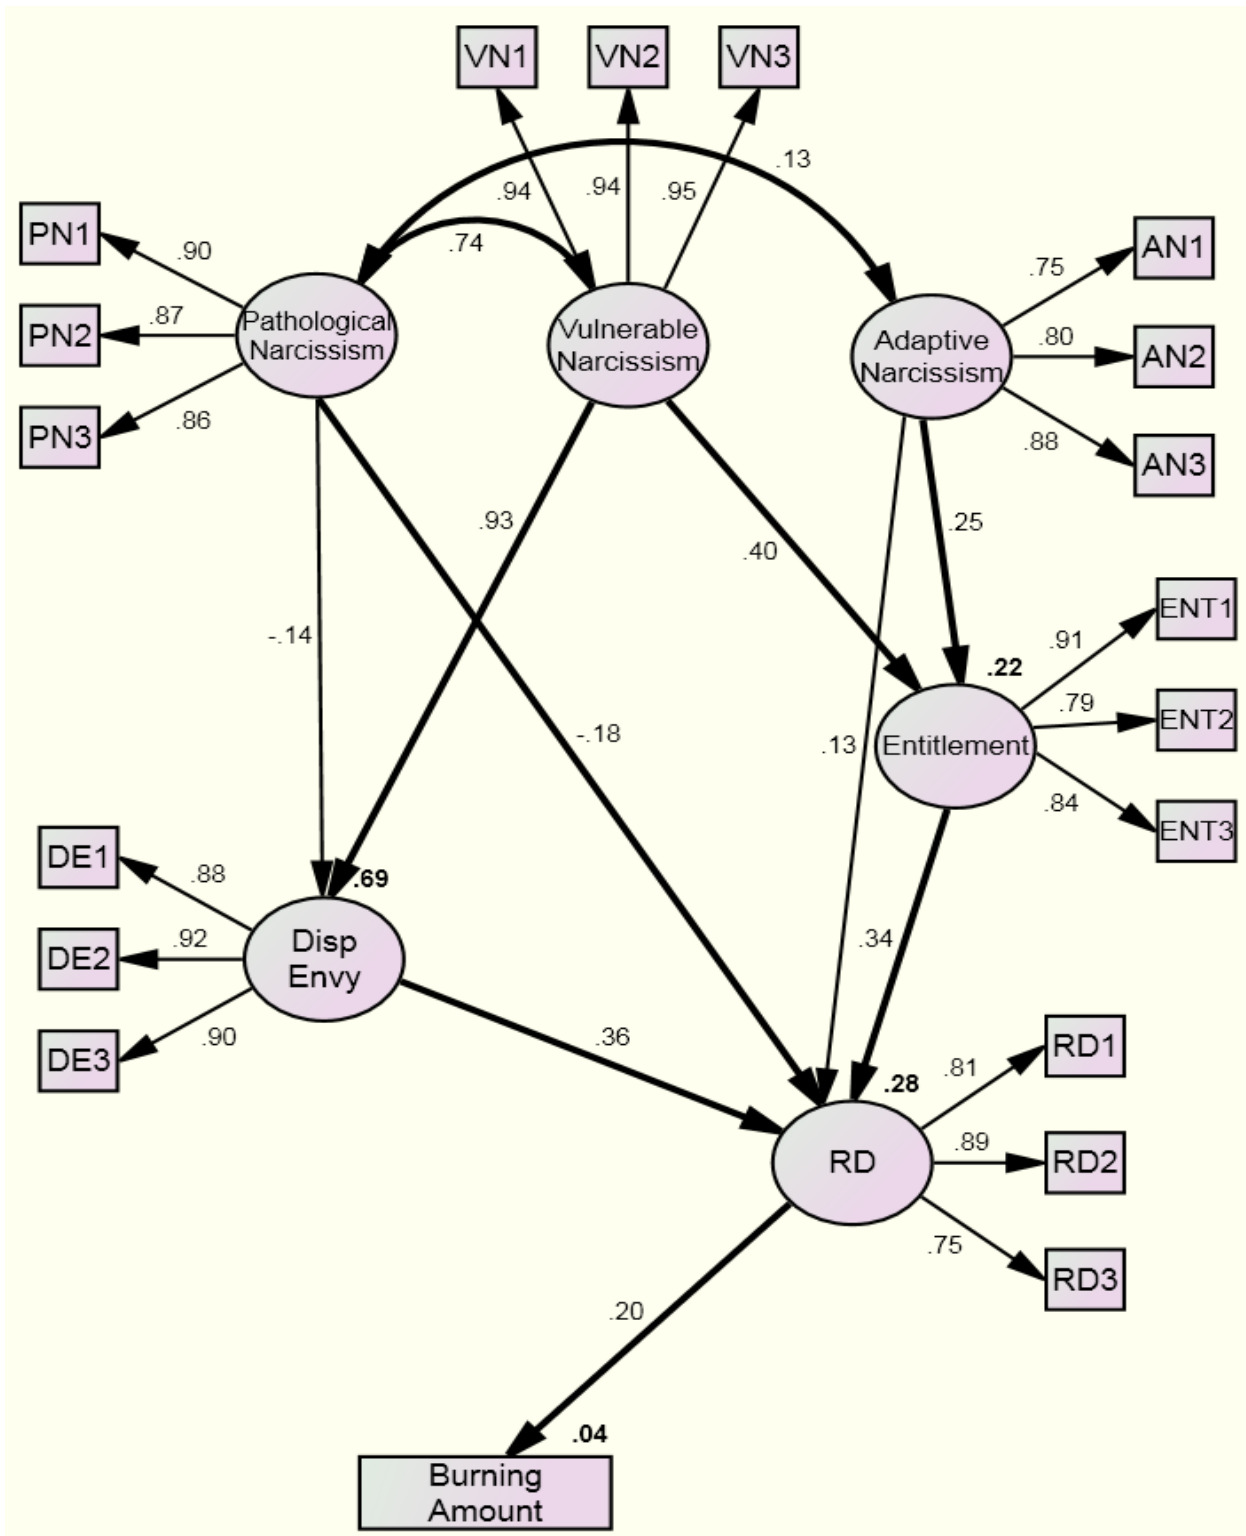 VN1
VN2
VN3
.13
.94
.94
.95
.74
PN1
.90
PN2
.87
PN3
.86
Pathological
Narcissism
Vulnerable
Narcissism
Adaptive
Narcissism
.75
AN1
.80
AN2
.88
AN3
.93
.40
.25
-.14
-.18
.13
.22
Entitlement
.91
ENT1
.79
ENT2
.84
ENT3
DE1
.88
DE2
.92
DE3
.90
.69
Disp
Envy
.36
.34
.28
RD
.81
RD1
.89
RD2
.75
RD3
.20
.04
Burning
Amount